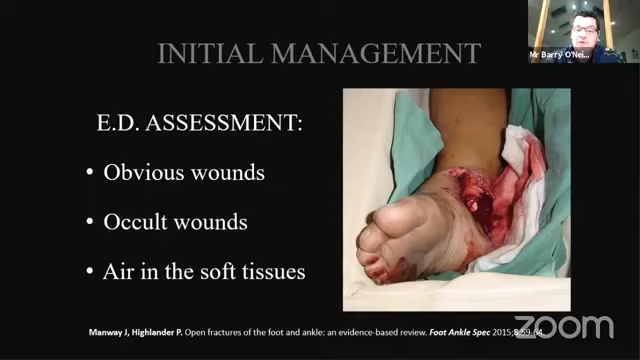 Mr Barry O'Nei...
INITIAL MANAGEMENT
E.D. ASSESSMENT:
• Obvious wounds
• Occult wounds
• Air in the soft tissues
Manway J, Highlander P. Open fractures of the foot and ankle: an evidence-based review. Foot Ankle Spec 2015;8:59-64.
zoom